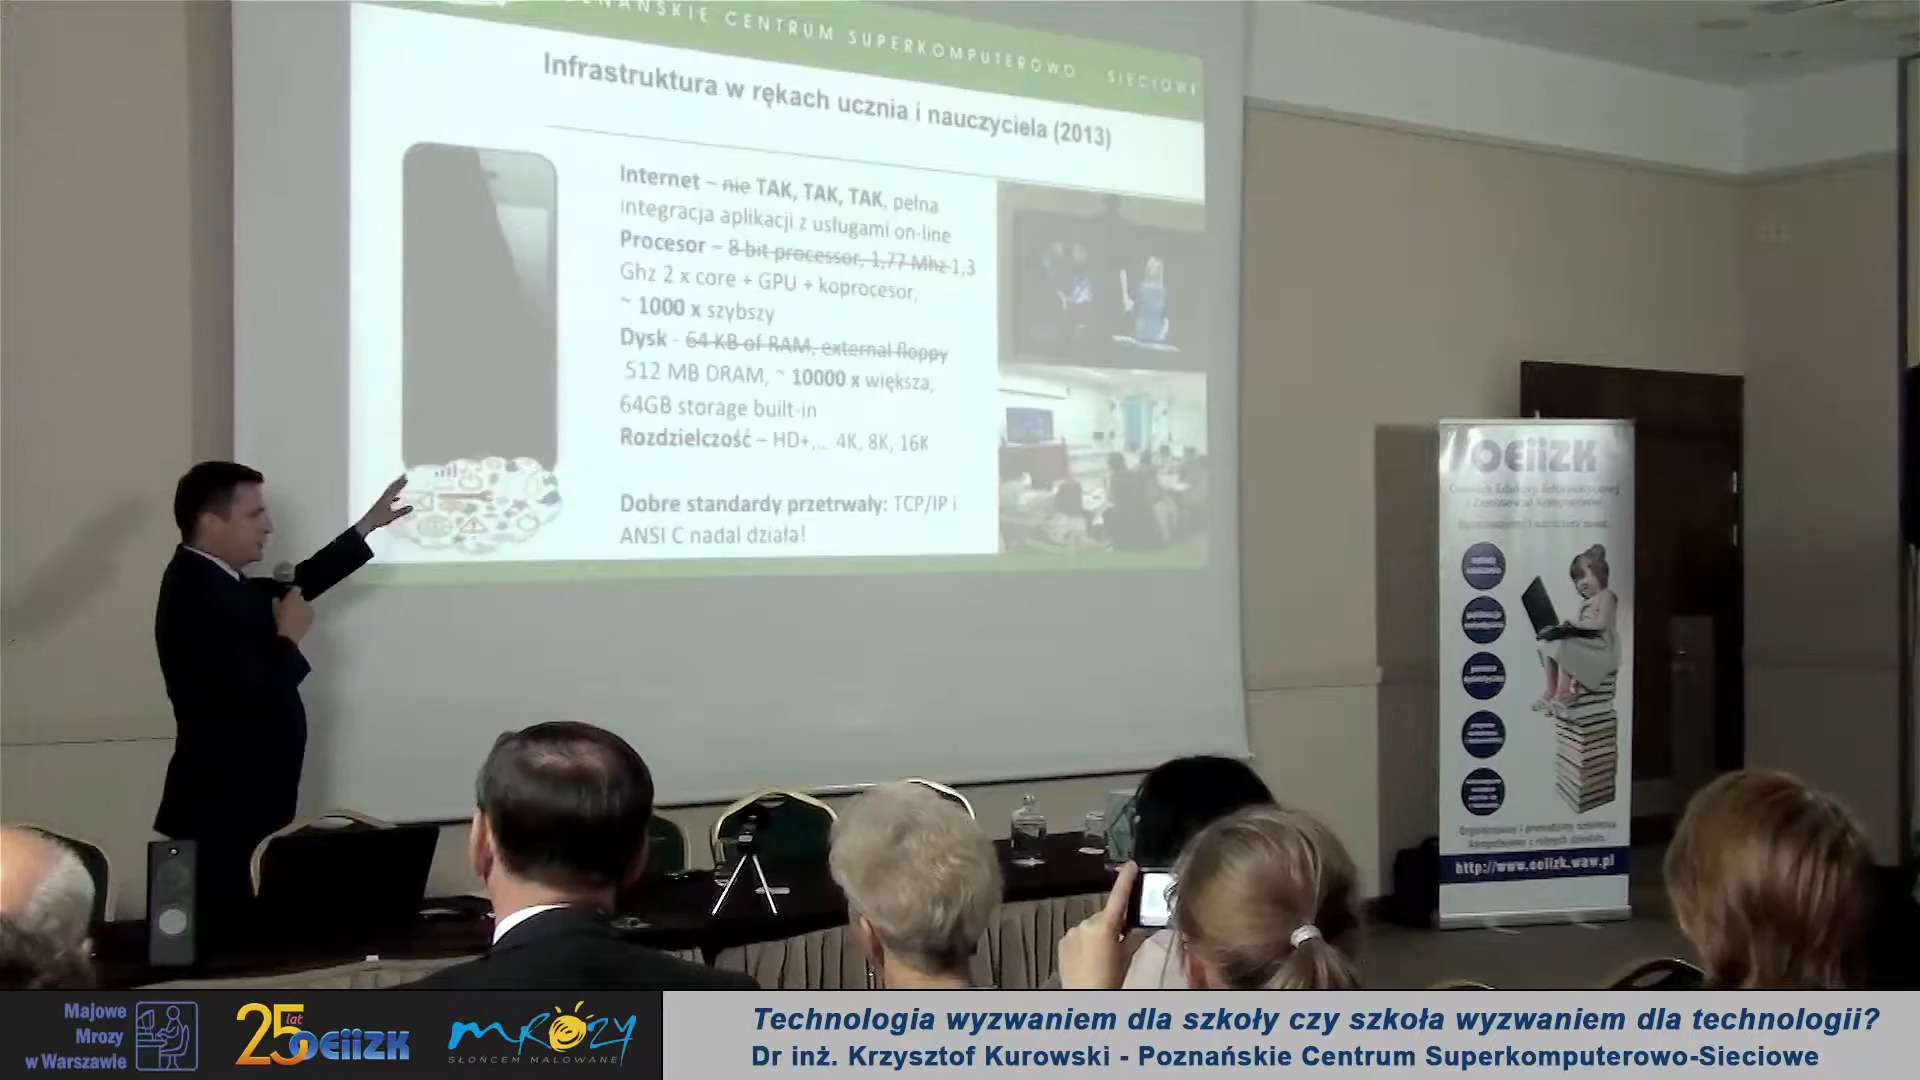 CENTRUM SUPERKOMPUTEROWO - SIECIOWE
Infrastruktura w rękach ucznia i nauczyciela (2013)
Internet – nie TAK, TAK, TAK, pełna
integracja aplikacji z usługami on-line
Procesor – 8 bit processor, 1,77 Mhz 1,3
Ghz 2 x core + GPU + koprocesor,
~ 1000 x szybszy
Dysk - 64 KB of RAM, external floppy
512 MB DRAM, ~ 10000 x większa,
64GB storage built-in
Rozdzielczość – HD+,... 4K, 8K, 16K
Dobre standardy przetrwały: TCP/IP i
ANSI C nadal działa!
OEIIZK
http://www.oeiizk.waw.pl
Majowe
Mrozy
w Warszawie
25 lat
OEIIZK
mrozy
SŁOŃCEM MALOWANE
Technologia wyzwaniem dla szkoły czy szkoła wyzwaniem dla technologii?
Dr inż. Krzysztof Kurowski - Poznańskie Centrum Superkomputerowo-Sieciowe